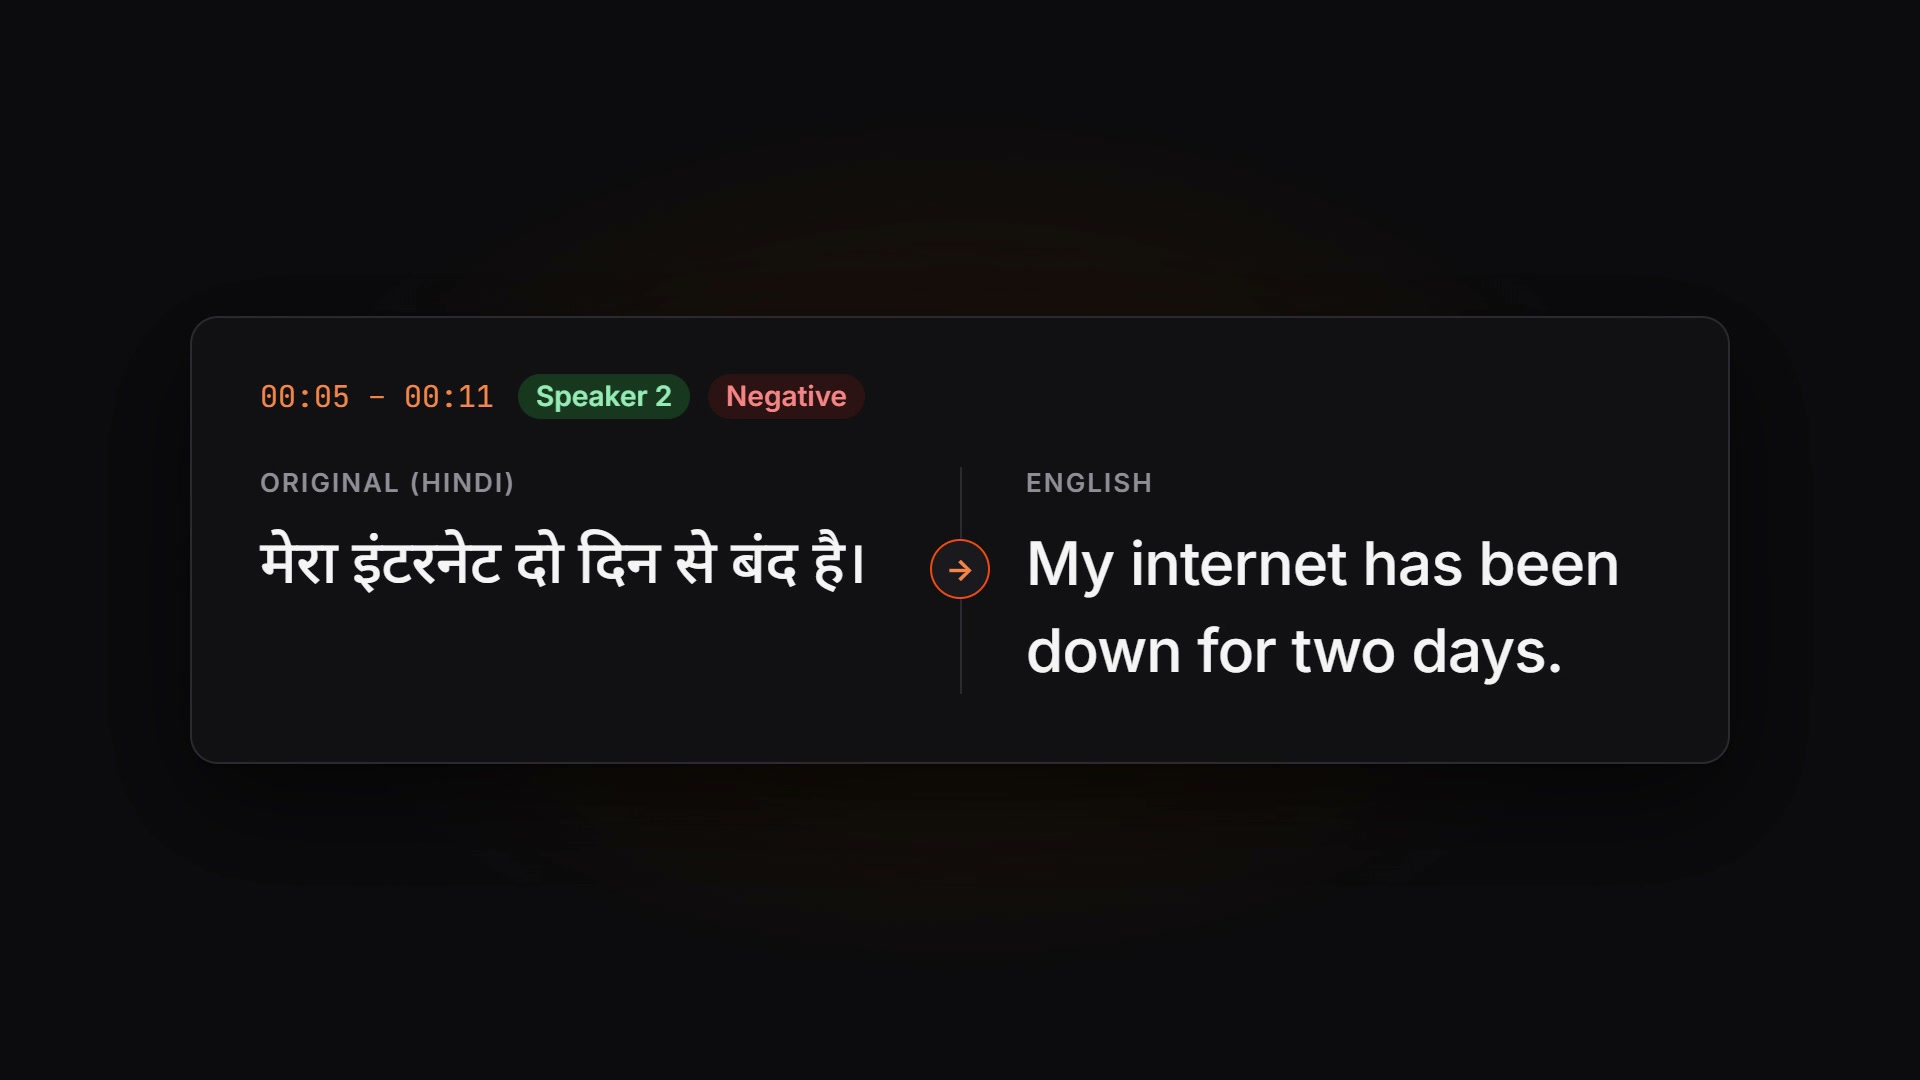 00:05 – 00:11 Speaker 2 Negative
ORIGINAL (HINDI)
मेरा इंटरनेट दो दिन से बंद है।
→
ENGLISH
My internet has been
down for two days.